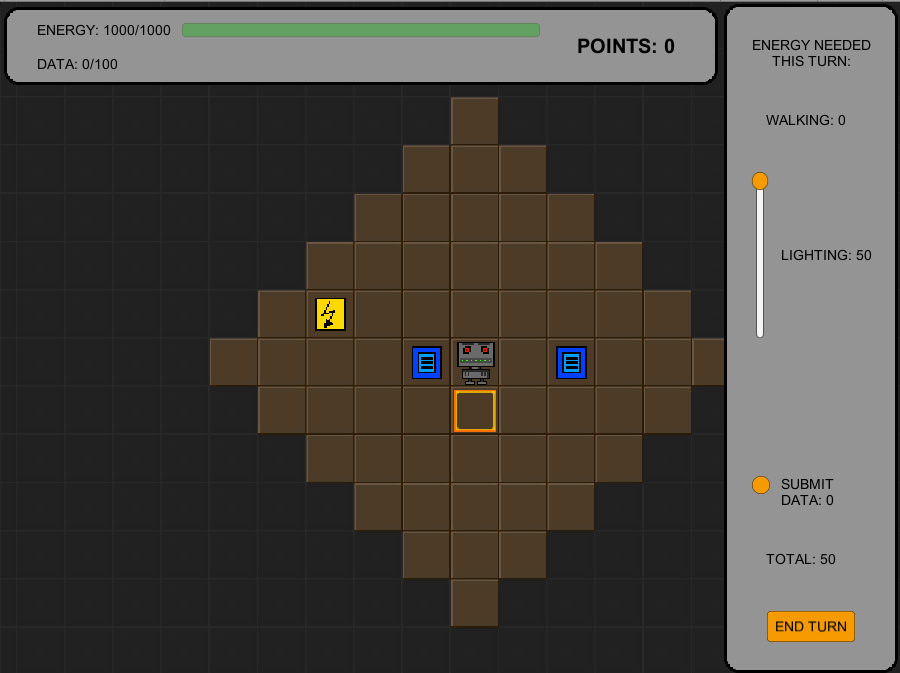 ENERGY: 1000/1000
DATA: 0/100
POINTS: 0
ENERGY NEEDED
THIS TURN:
WALKING: 0
LIGHTING: 50
SUBMIT
DATA: 0
TOTAL: 50
END TURN